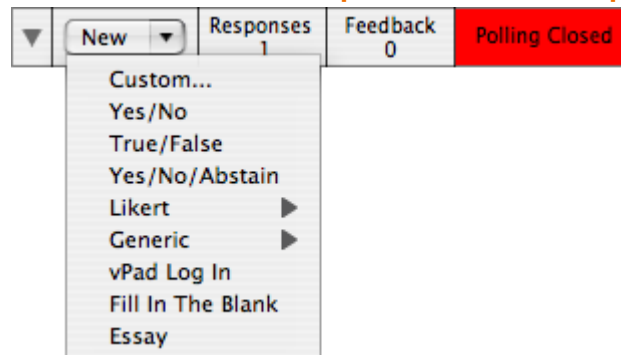 New
Responses
1
Feedback
0
Polling Closed
Custom...
Yes/No
True/False
Yes/No/Abstain
Likert
Generic
vPad Log In
Fill In The Blank
Essay